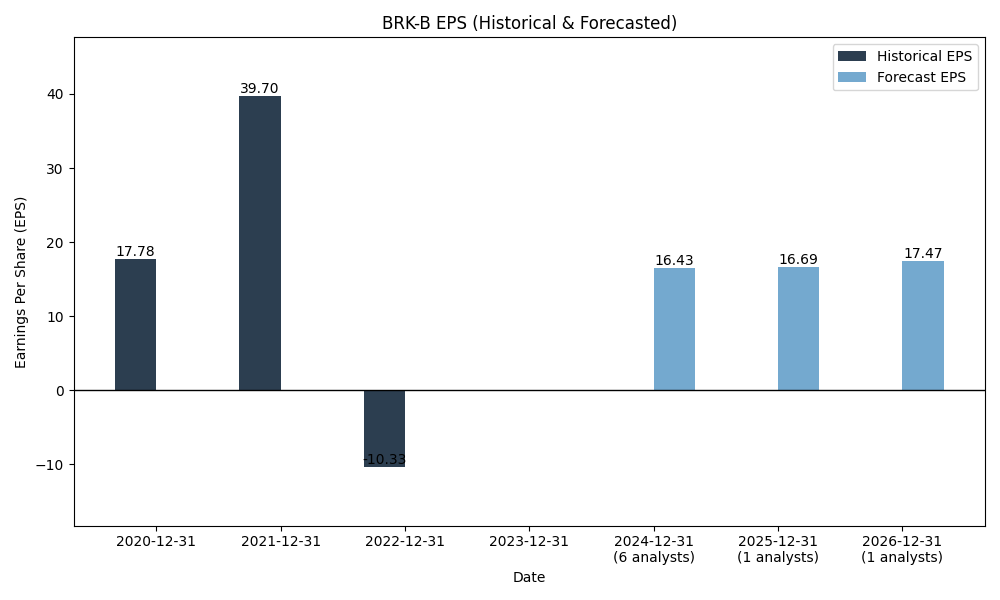 BRK-B EPS (Historical & Forecasted)
Historical EPS
Forecast EPS
Earnings Per Share (EPS)
40
30
20
10
0
−10
17.78
39.70
-10.33
16.43
16.69
17.47
2020-12-31
2021-12-31
2022-12-31
2023-12-31
2024-12-31
(6 analysts)
2025-12-31
(1 analysts)
2026-12-31
(1 analysts)
Date